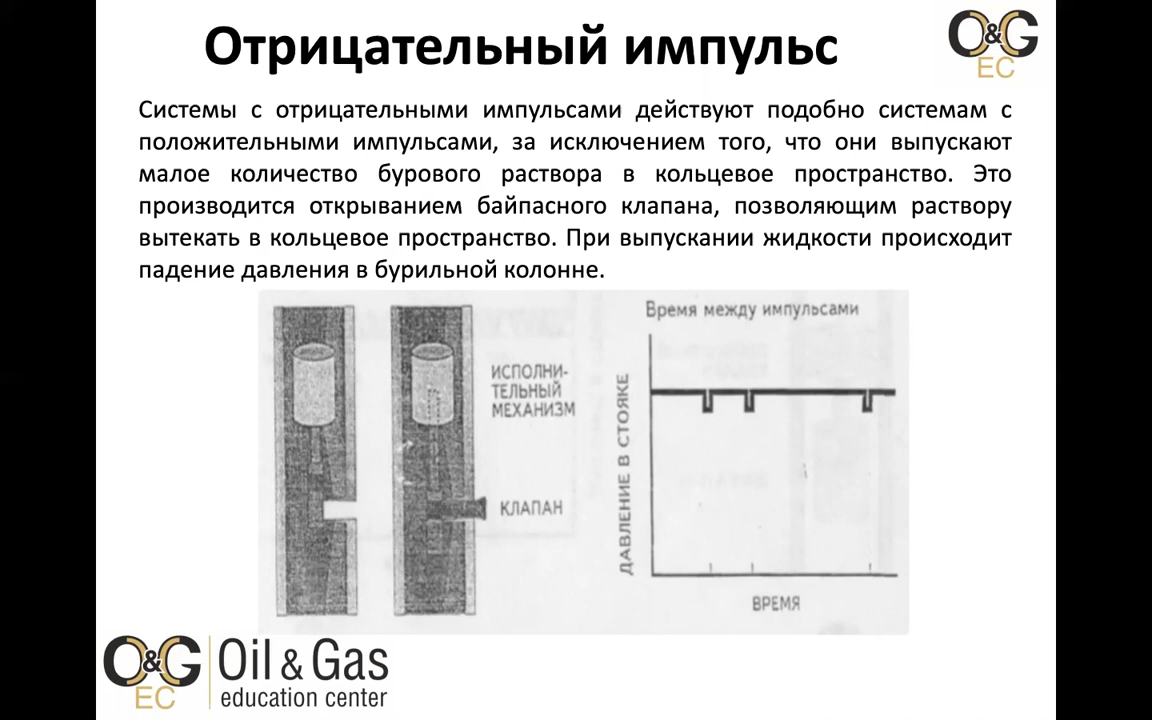 Отрицательный импульс
O&G
EC
Системы с отрицательными импульсами действуют подобно системам с
положительными импульсами, за исключением того, что они выпускают
малое количество бурового раствора в кольцевое пространство. Это
производится открыванием байпасного клапана, позволяющим раствору
вытекать в кольцевое пространство. При выпускании жидкости происходит
падение давления в бурильной колонне.
ИСПОЛНИ-
ТЕЛЬНЫЙ
МЕХАНИЗМ
КЛАПАН
Время между импульсами
ДАВЛЕНИЕ В СТОЯКЕ
ВРЕМЯ
O&G
EC
Oil & Gas
education center